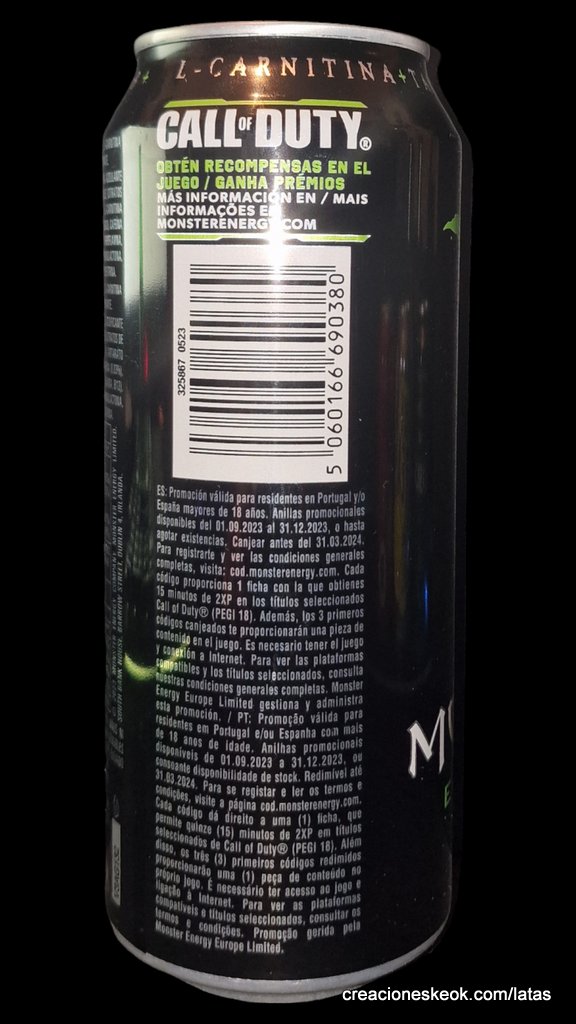 L-CARNITINA + TA
CALL OF DUTY®
OBTÉN RECOMPENSAS EN EL
JUEGO / GANHA PRÉMIOS
MÁS INFORMACIÓN EN / MAIS
INFORMAÇÕES EM
MONSTERENERGY.COM
325867 0523
5 060166 690380
ES: Promoción válida para residentes en Portugal y/o
España mayores de 18 años. Anillas promocionales
disponibles del 01.09.2023 al 31.12.2023, o hasta
agotar existencias. Canjear antes del 31.03.2024.
Para registrarte y ver las condiciones generales
completas, visita: cod.monsterenergy.com. Cada
código proporciona 1 ficha con la que obtienes
15 minutos de 2XP en los títulos seleccionados
Call of Duty® (PEGI 18). Además, los 3 primeros
códigos canjeados te proporcionarán una pieza de
contenido en el juego. Es necesario tener el juego
y conexión a Internet. Para ver las plataformas
compatibles y los títulos seleccionados, consulta
nuestras condiciones generales completas. Monster
Energy Europe Limited gestiona y administra
esta promoción. / PT: Promoção válida para
residentes em Portugal e/ou Espanha com mais
de 18 anos de idade. Anilhas promocionais
disponíveis de 01.09.2023 a 31.12.2023, ou
consoante disponibilidade de stock. Redimível até
31.03.2024. Para se registar e ler os termos e
condições, visite a página cod.monsterenergy.com.
Cada código dá direito a uma (1) ficha, que
permite quinze (15) minutos de 2XP em títulos
seleccionados de Call of Duty® (PEGI 18). Além
disso, os três (3) primeiros códigos redimidos
proporcionarão uma (1) peça de conteúdo no
próprio jogo. É necessário ter acesso ao jogo e
ligação à Internet. Para ver as plataformas
compatíveis e títulos seleccionados, consultar os
termos e condições. Promoção gerida pela
Monster Energy Europe Limited.
SOUTH BANK HOUSE, BARROW STREET, DUBLIN 4, IRLANDA.
M
E
creacioneskeok.com/latas